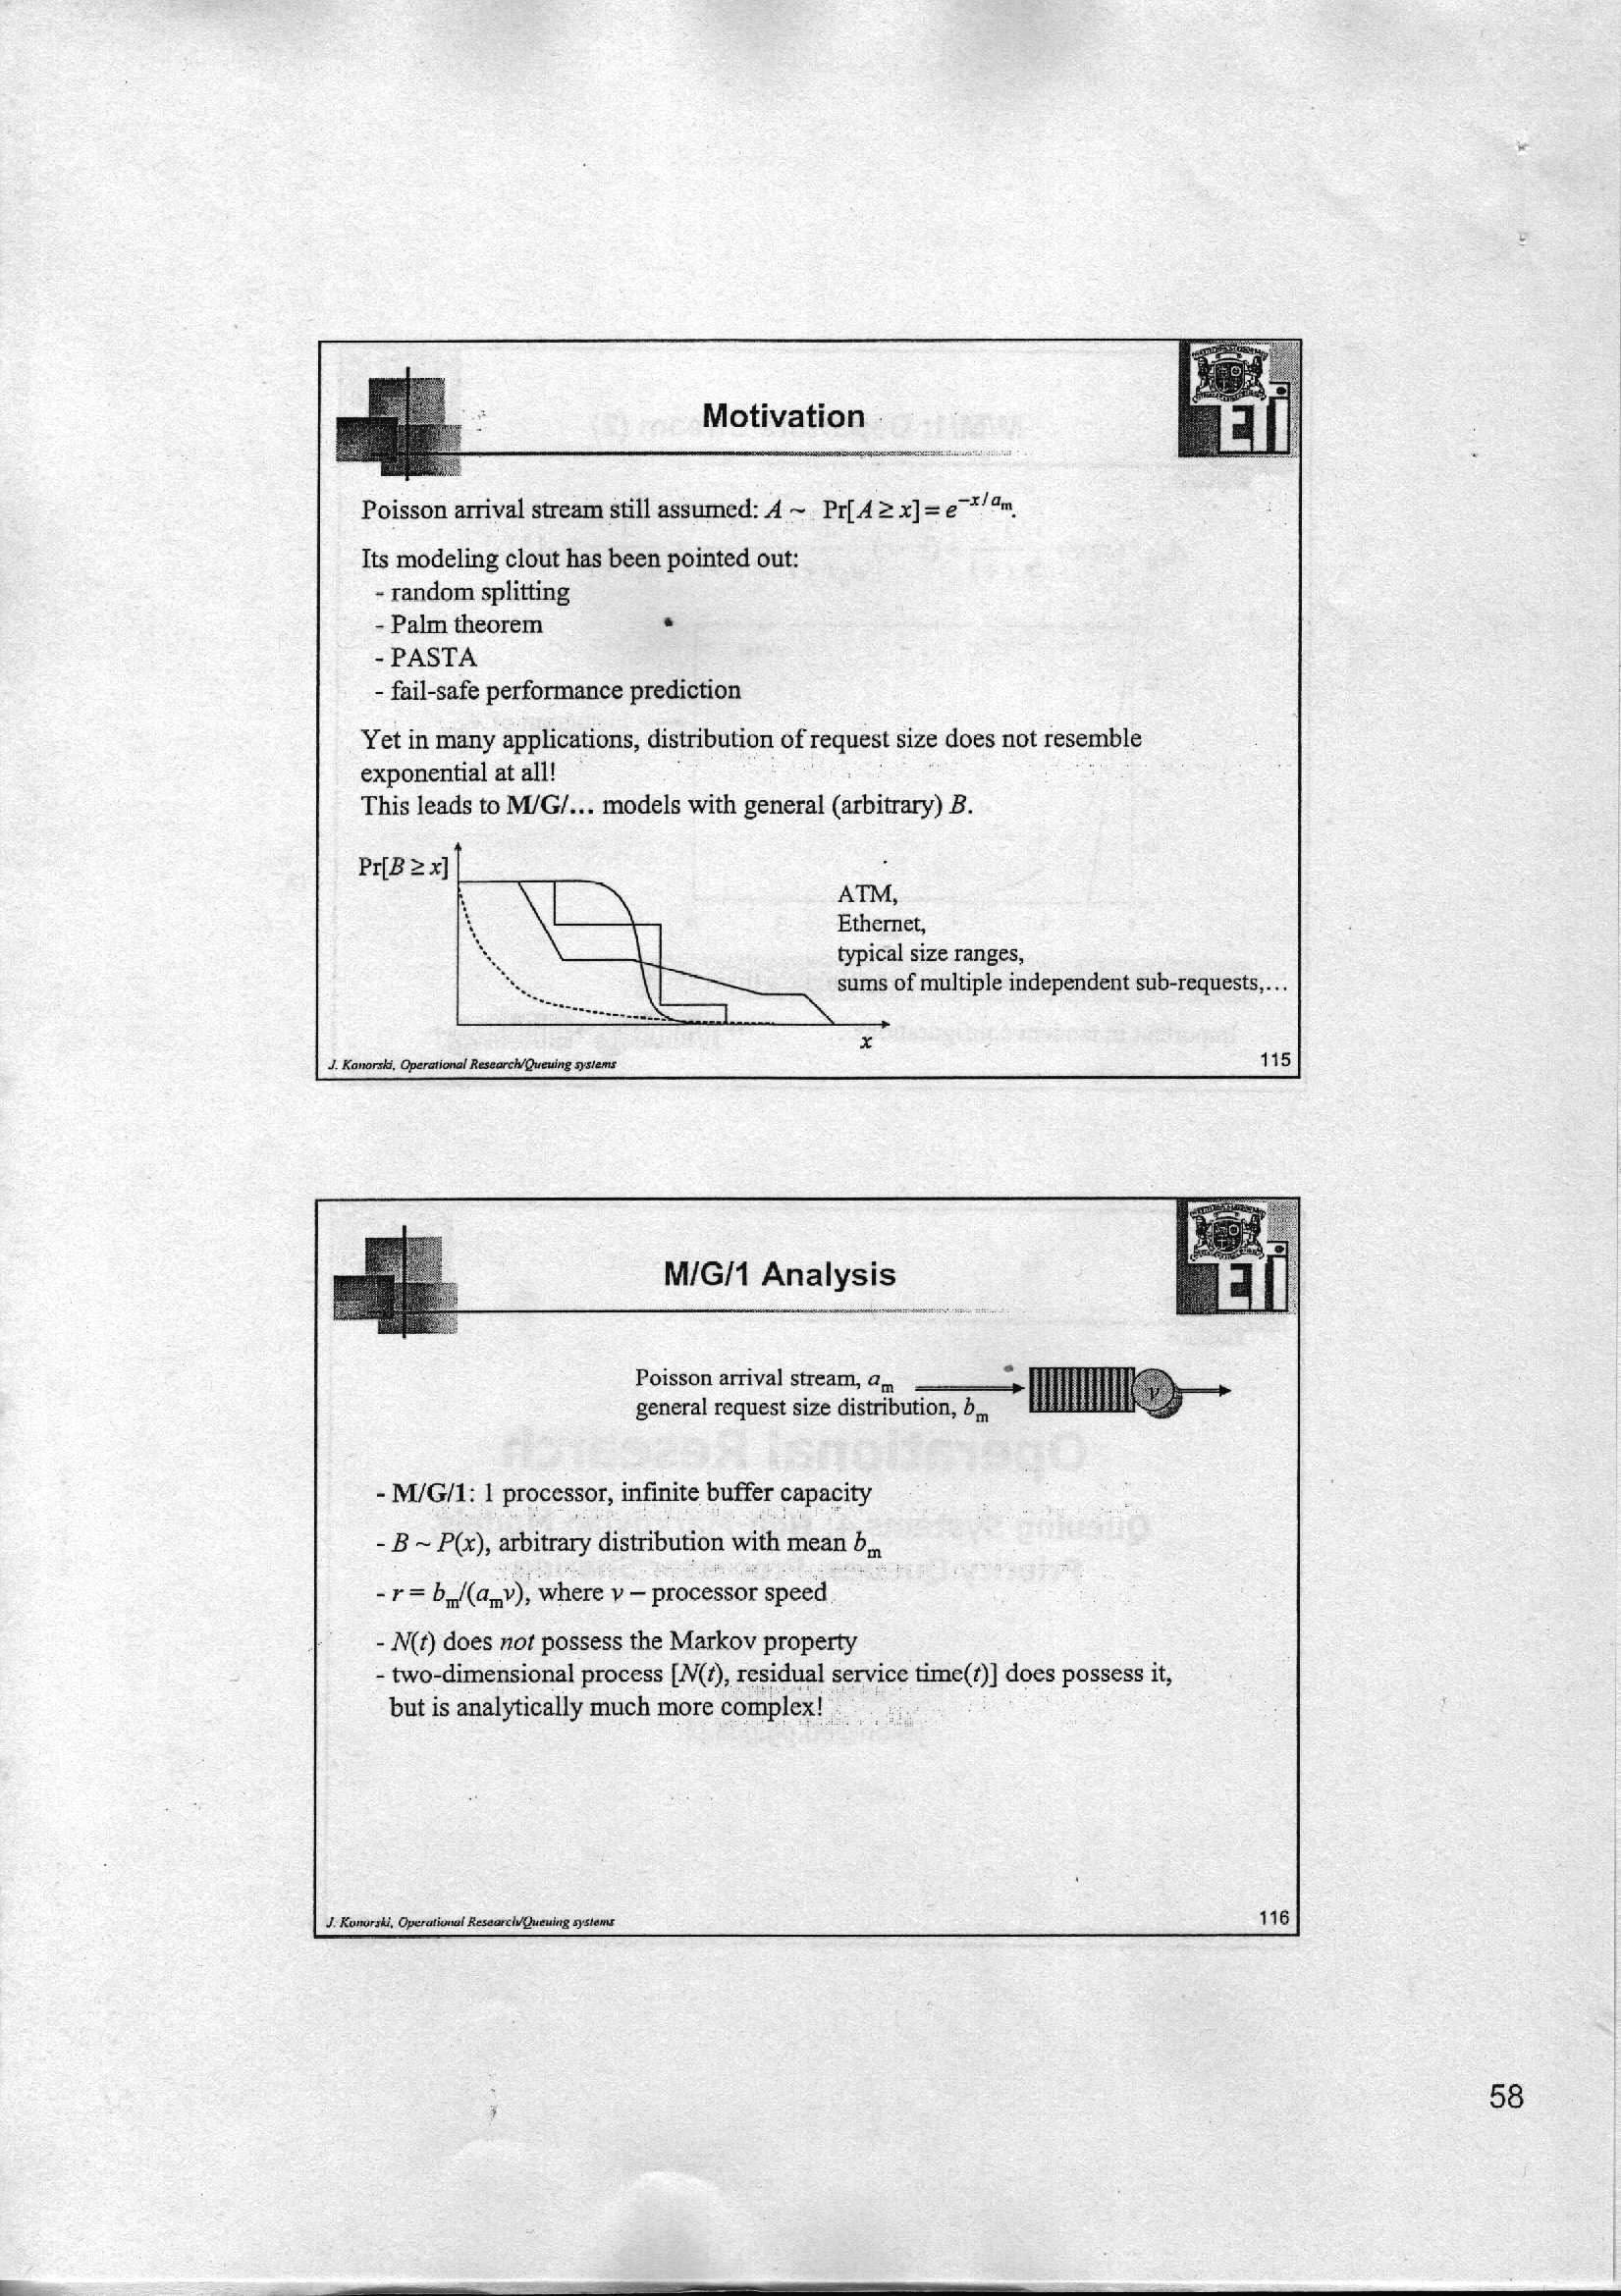 Motivation
ETI
Poisson arrival stream still assumed: A ~ Pr[A ≥ x] = e^{-x/a_m}.
Its modeling clout has been pointed out:
- random splitting
- Palm theorem
- PASTA
- fail-safe performance prediction
Yet in many applications, distribution of request size does not resemble
exponential at all!
This leads to M/G/... models with general (arbitrary) B.
Pr[B ≥ x]
ATM,
Ethernet,
typical size ranges,
sums of multiple independent sub-requests,...
x
J. Konorski, Operational Research/Queuing systems
115
M/G/1 Analysis
ETI
Poisson arrival stream, a_m
general request size distribution, b_m
v
- M/G/1: 1 processor, infinite buffer capacity
- B ~ P(x), arbitrary distribution with mean b_m
- r = b_m/(a_m v), where v – processor speed
- N(t) does not possess the Markov property
- two-dimensional process [N(t), residual service time(t)] does possess it,
but is analytically much more complex!
J. Konorski, Operational Research/Queuing systems
116
58